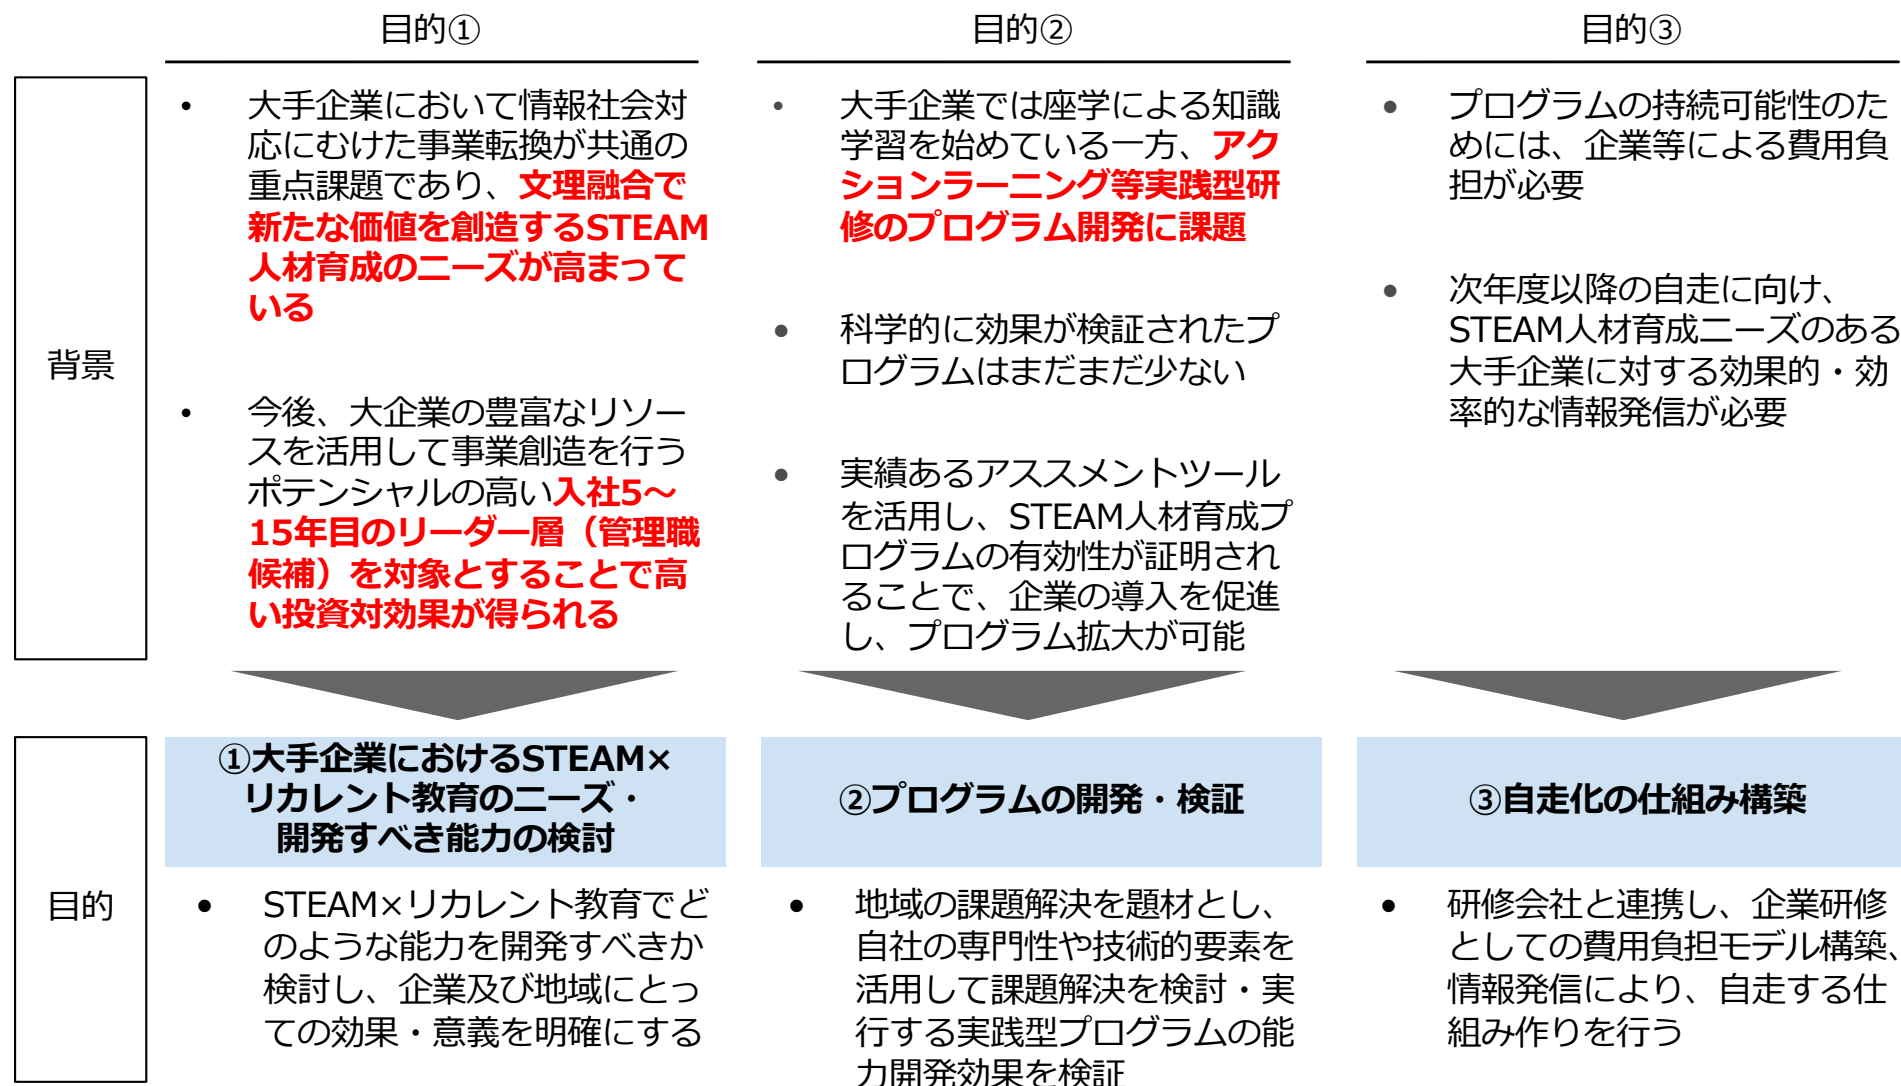 目的①
目的②
目的③
背景
• 大手企業において情報社会対
応にむけた事業転換が共通の
重点課題であり、文理融合で
新たな価値を創造するSTEAM
人材育成のニーズが高まって
いる
• 今後、大企業の豊富なリソー
スを活用して事業創造を行う
ポテンシャルの高い入社5～
15年目のリーダー層（管理職
候補）を対象とすることで高
い投資対効果が得られる
• 大手企業では座学による知識
学習を始めている一方、アク
ションラーニング等実践型研
修のプログラム開発に課題
• 科学的に効果が検証されたプ
ログラムはまだまだ少ない
• 実績あるアススメントツール
を活用し、STEAM人材育成プ
ログラムの有効性が証明され
ることで、企業の導入を促進
し、プログラム拡大が可能
• プログラムの持続可能性のた
めには、企業等による費用負
担が必要
• 次年度以降の自走に向け、
STEAM人材育成ニーズのある
大手企業に対する効果的・効
率的な情報発信が必要
目的
①大手企業におけるSTEAM×
リカレント教育のニーズ・
開発すべき能力の検討
• STEAM×リカレント教育でど
のような能力を開発すべきか
検討し、企業及び地域にとっ
ての効果・意義を明確にする
②プログラムの開発・検証
• 地域の課題解決を題材とし、
自社の専門性や技術的要素を
活用して課題解決を検討・実
行する実践型プログラムの能
力開発効果を検証
③自走化の仕組み構築
• 研修会社と連携し、企業研修
としての費用負担モデル構築、
情報発信により、自走する仕
組み作りを行う